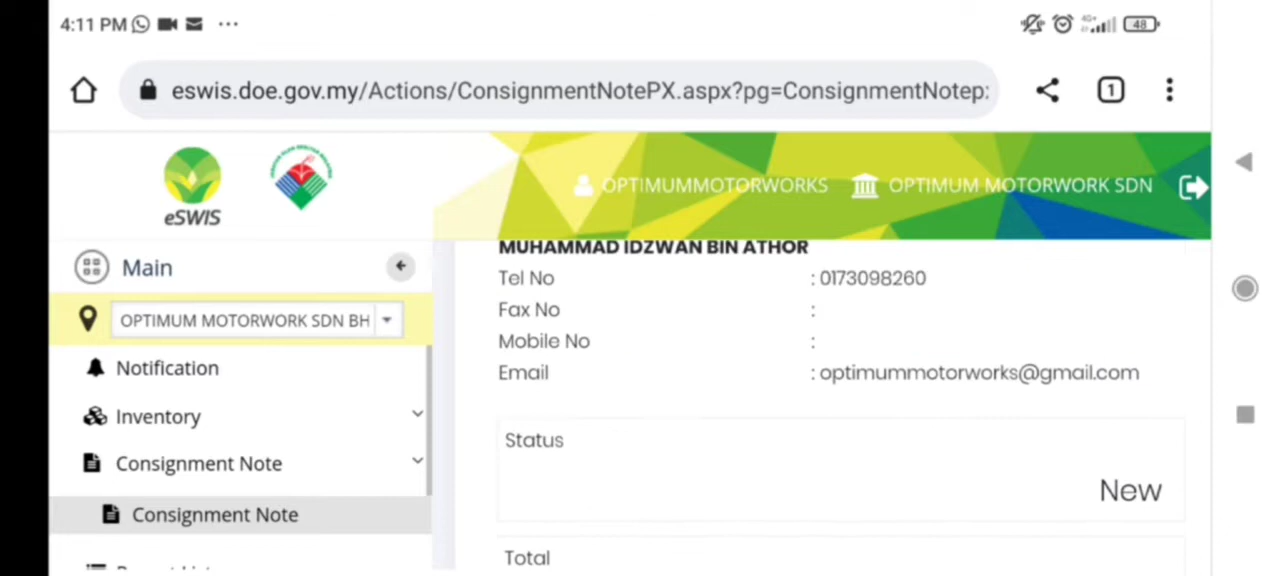 4:11 PM
48
eswis.doe.gov.my/Actions/ConsignmentNotePX.aspx?pg=ConsignmentNotep:
1
eSWIS
OPTIMUMMOTORWORKS OPTIMUM MOTORWORK SDN
Main
OPTIMUM MOTORWORK SDN BH
Notification
Inventory
Consignment Note
Consignment Note
MUHAMMAD IDZWAN BIN ATHOR
Tel No : 0173098260
Fax No :
Mobile No :
Email : optimummotorworks@gmail.com
Status
New
Total